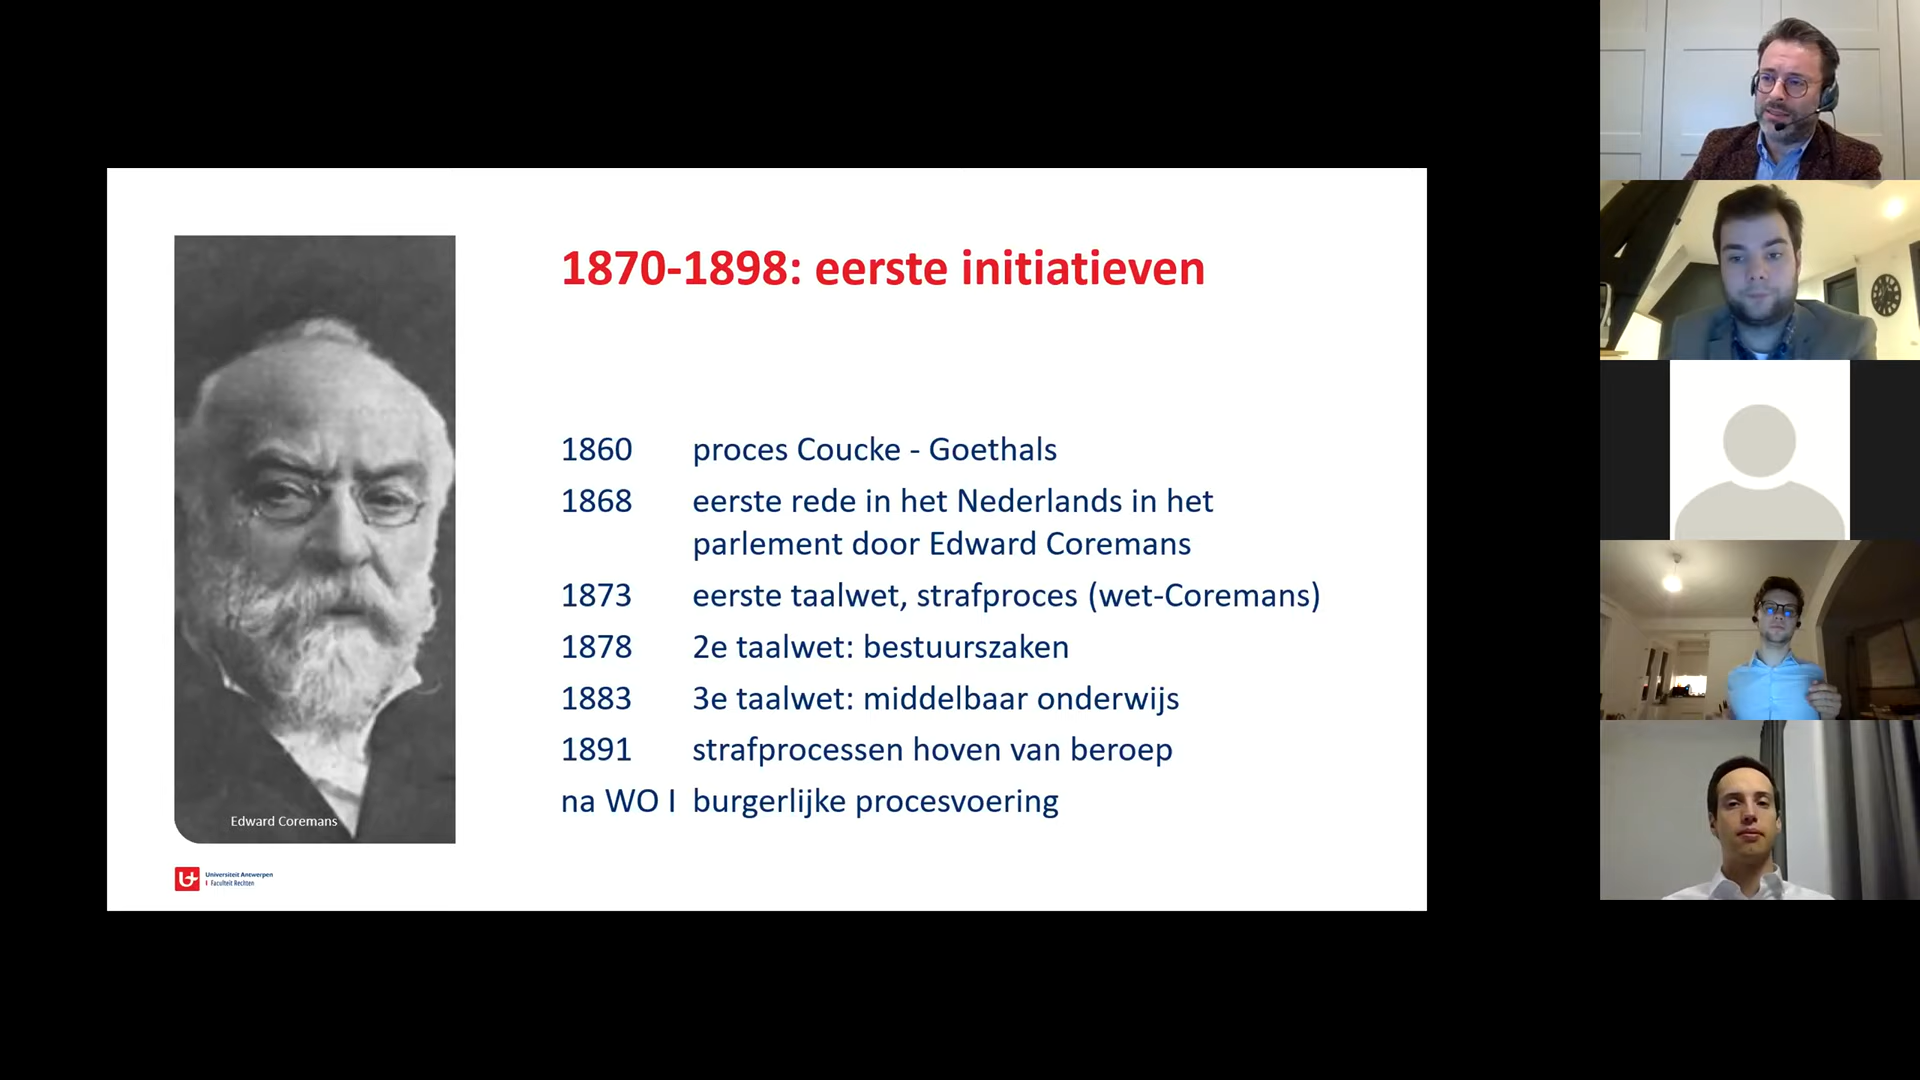 1870-1898: eerste initiatieven
1860 proces Coucke - Goethals
1868 eerste rede in het Nederlands in het
parlement door Edward Coremans
1873 eerste taalwet, strafproces (wet-Coremans)
1878 2e taalwet: bestuurszaken
1883 3e taalwet: middelbaar onderwijs
1891 strafprocessen hoven van beroep
na WO I burgerlijke procesvoering
Edward Coremans
Universiteit Antwerpen
| Faculteit Rechten